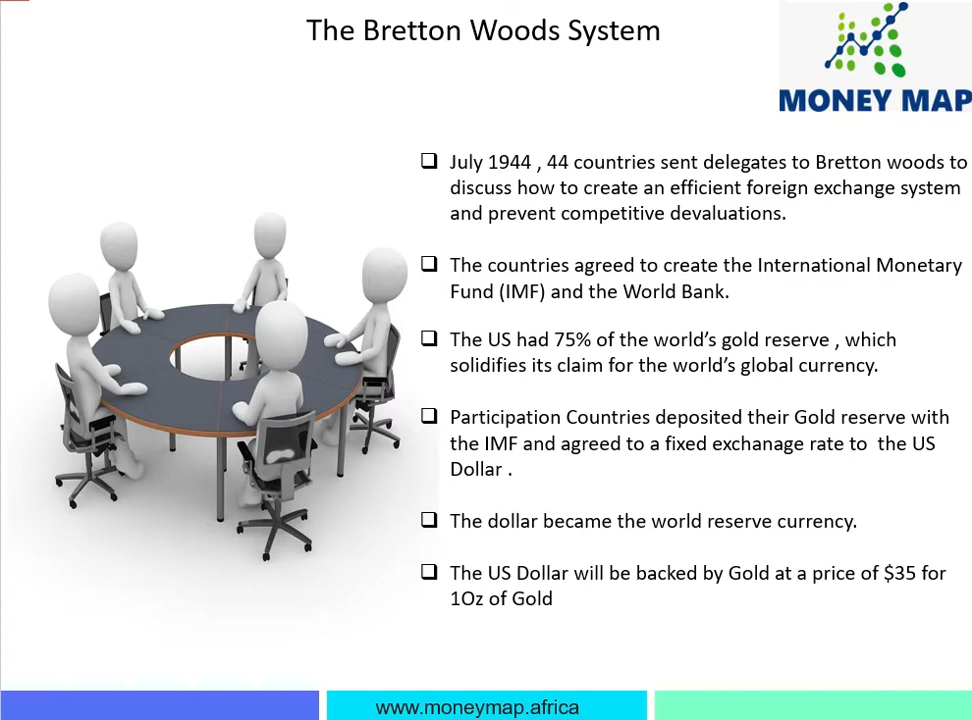 The Bretton Woods System
MONEY MAP
❑ July 1944 , 44 countries sent delegates to Bretton woods to
discuss how to create an efficient foreign exchange system
and prevent competitive devaluations.
❑ The countries agreed to create the International Monetary
Fund (IMF) and the World Bank.
❑ The US had 75% of the world’s gold reserve , which
solidifies its claim for the world’s global currency.
❑ Participation Countries deposited their Gold reserve with
the IMF and agreed to a fixed exchanage rate to the US
Dollar .
❑ The dollar became the world reserve currency.
❑ The US Dollar will be backed by Gold at a price of $35 for
1Oz of Gold
www.moneymap.africa